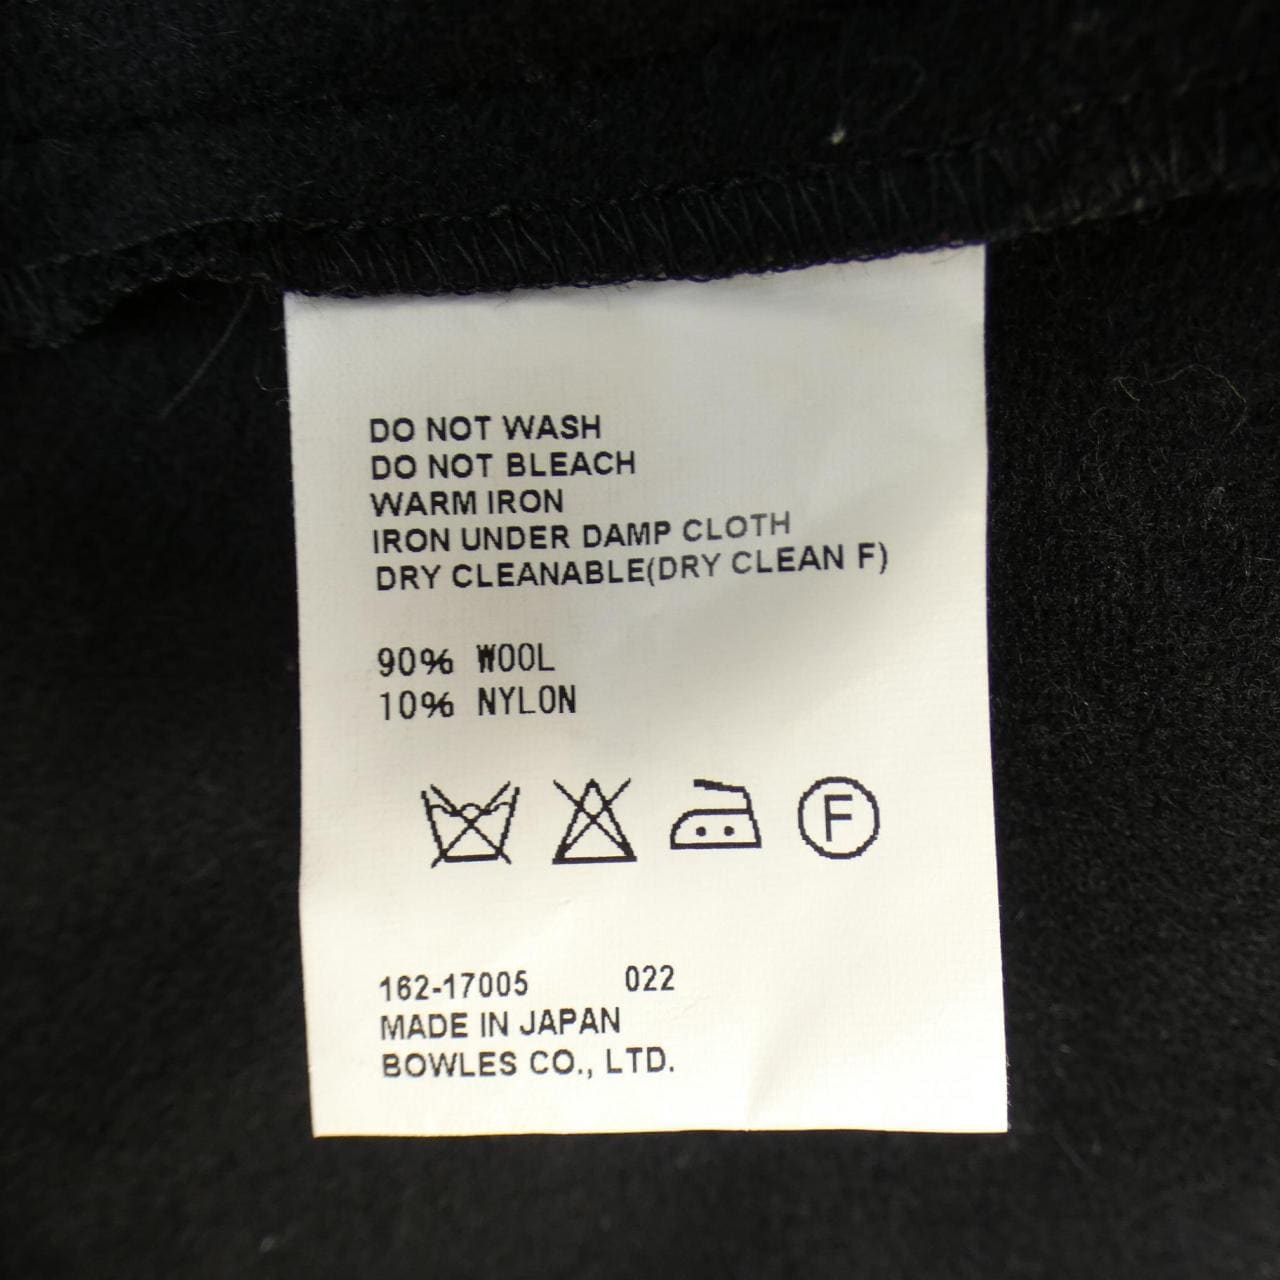 DO NOT WASH
DO NOT BLEACH
WARM IRON
IRON UNDER DAMP CLOTH
DRY CLEANABLE(DRY CLEAN F)
90% WOOL
10% NYLON
F
162-17005 022
MADE IN JAPAN
BOWLES CO., LTD.